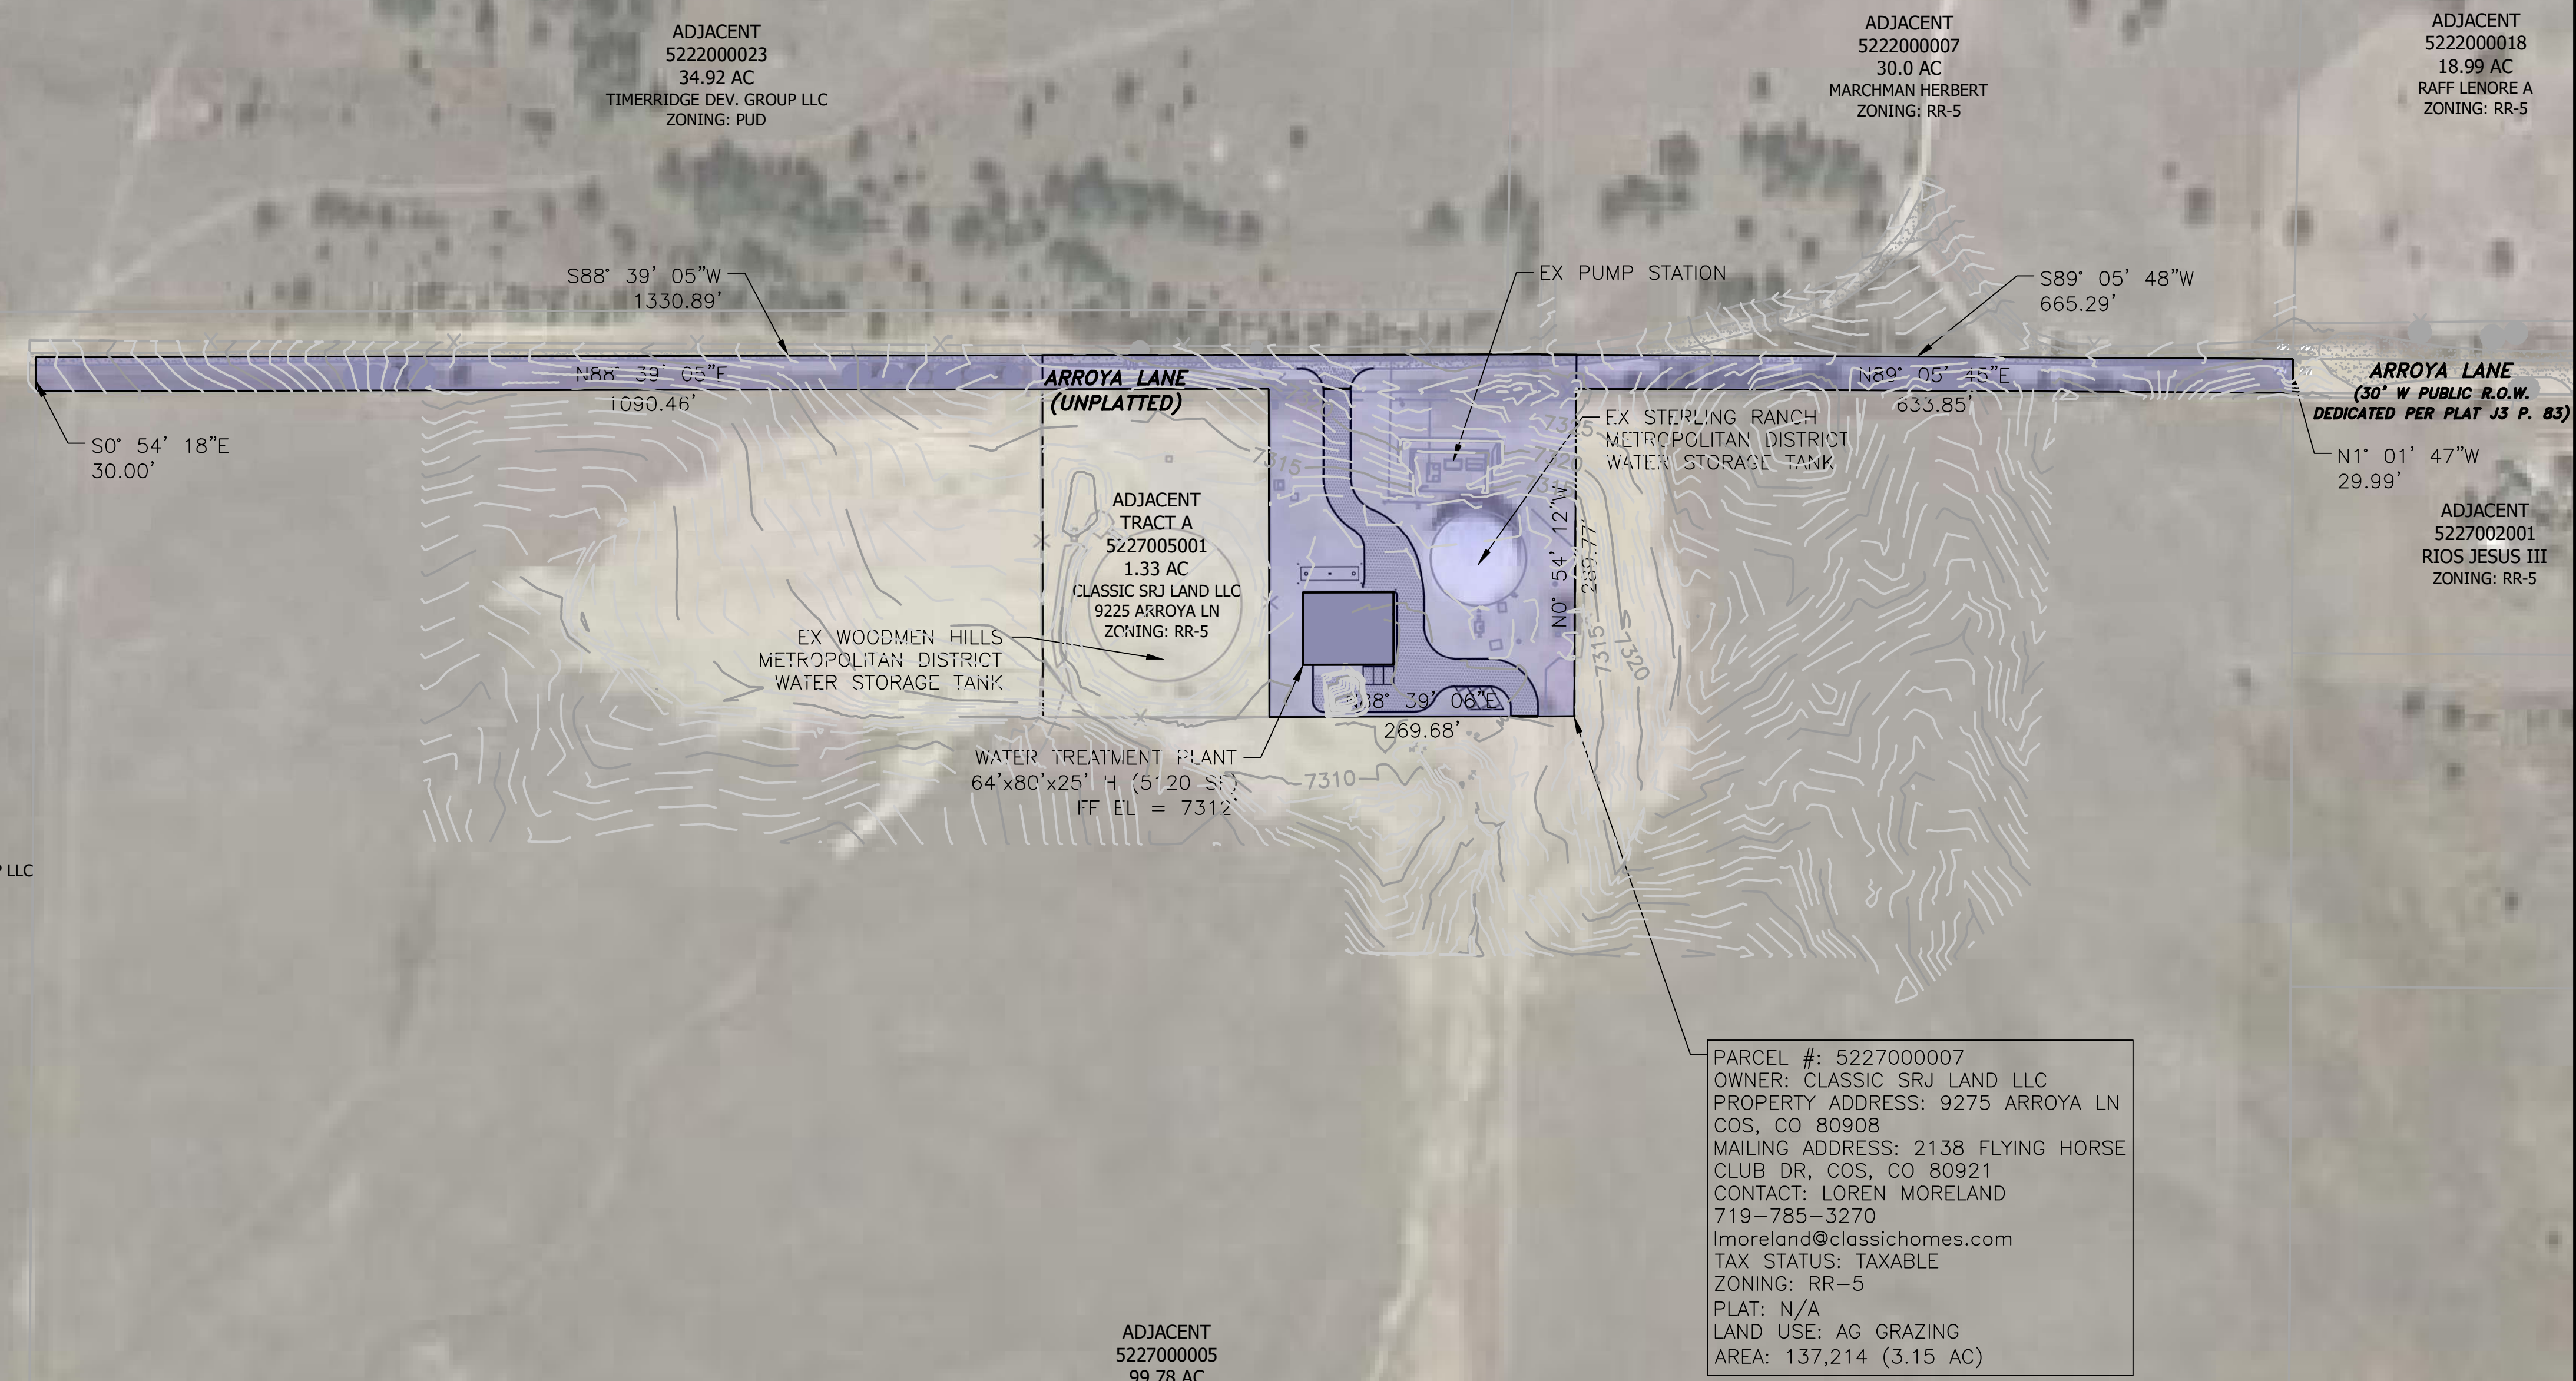 ADJACENT
5222000023
34.92 AC
TIMERRIDGE DEV. GROUP LLC
ZONING: PUD
ADJACENT
5222000007
30.0 AC
MARCHMAN HERBERT
ZONING: RR-5
ADJACENT
5222000018
18.99 AC
RAFF LENORE A
ZONING: RR-5
S88° 39' 05"W
1330.89'
EX PUMP STATION
S89° 05' 48"W
665.29'
N88° 39' 05"E
1090.46'
ARROYA LANE
(UNPLATTED)
N89° 05' 45"E
633.85'
ARROYA LANE
(30' W PUBLIC R.O.W.
DEDICATED PER PLAT J3 P. 83)
S0° 54' 18"E
30.00'
N1° 01' 47"W
29.99'
EX STERLING RANCH
METROPOLITAN DISTRICT
WATER STORAGE TANK
7325
7320
7315
7315
ADJACENT
TRACT A
5227005001
1.33 AC
CLASSIC SRJ LAND LLC
9225 ARROYA LN
ZONING: RR-5
N0° 54' 12"W
289.77'
ADJACENT
5227002001
RIOS JESUS III
ZONING: RR-5
EX WOODMEN HILLS
METROPOLITAN DISTRICT
WATER STORAGE TANK
7315
7320
N88° 39' 06"E
269.68'
WATER TREATMENT PLANT
64'x80'x25' H (5120 SF)
FF EL = 7312'
7310
LLC
PARCEL #: 5227000007
OWNER: CLASSIC SRJ LAND LLC
PROPERTY ADDRESS: 9275 ARROYA LN
COS, CO 80908
MAILING ADDRESS: 2138 FLYING HORSE
CLUB DR, COS, CO 80921
CONTACT: LOREN MORELAND
719-785-3270
lmoreland@classichomes.com
TAX STATUS: TAXABLE
ZONING: RR-5
PLAT: N/A
LAND USE: AG GRAZING
AREA: 137,214 (3.15 AC)
ADJACENT
5227000005
99.78 AC